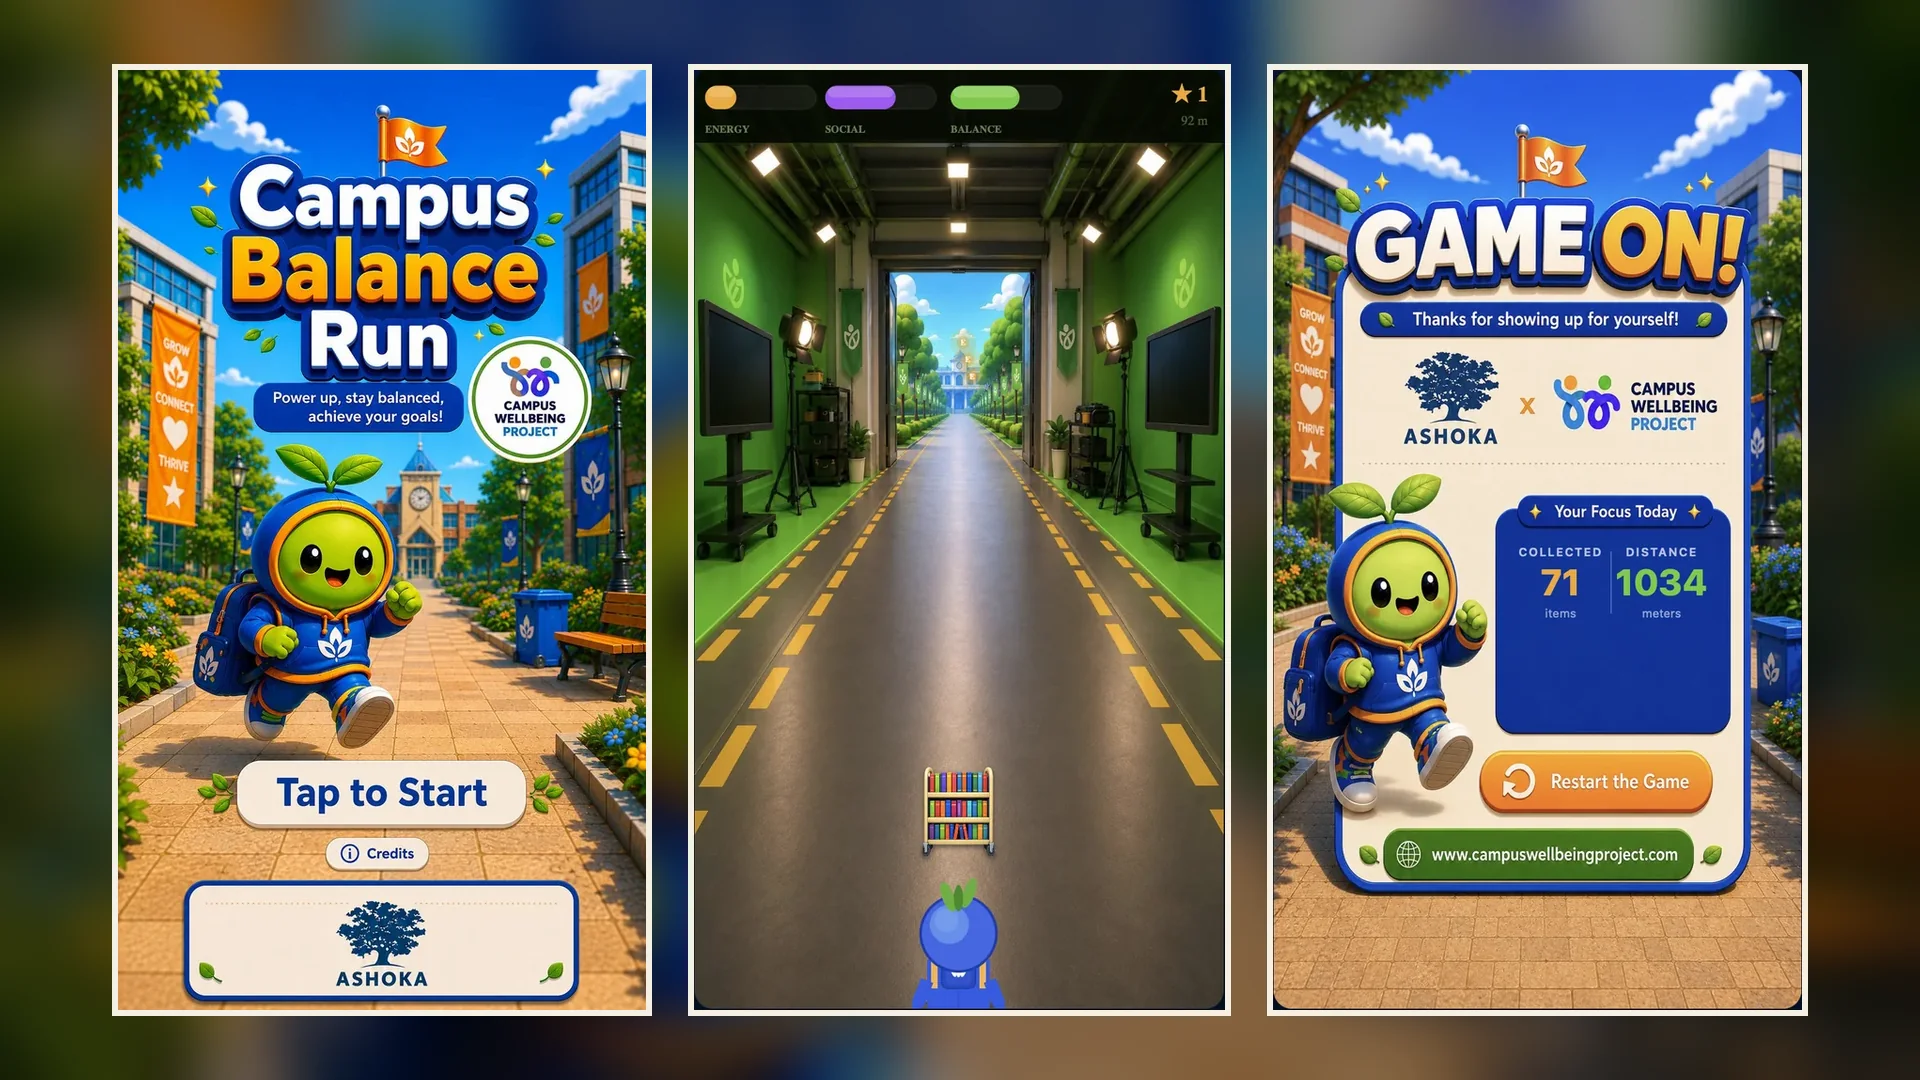 Campus
Balance
Run
Power up, stay balanced,
achieve your goals!
CAMPUS
WELLBEING
PROJECT
GROW
CONNECT
THRIVE
Tap to Start
Credits
ASHOKA
ENERGY
SOCIAL
BALANCE
1
92 m
GAME ON!
Thanks for showing up for yourself!
GROW
CONNECT
THRIVE
ASHOKA
x
CAMPUS
WELLBEING
PROJECT
Your Focus Today
COLLECTED
71
items
DISTANCE
1034
meters
Restart the Game
www.campuswellbeingproject.com